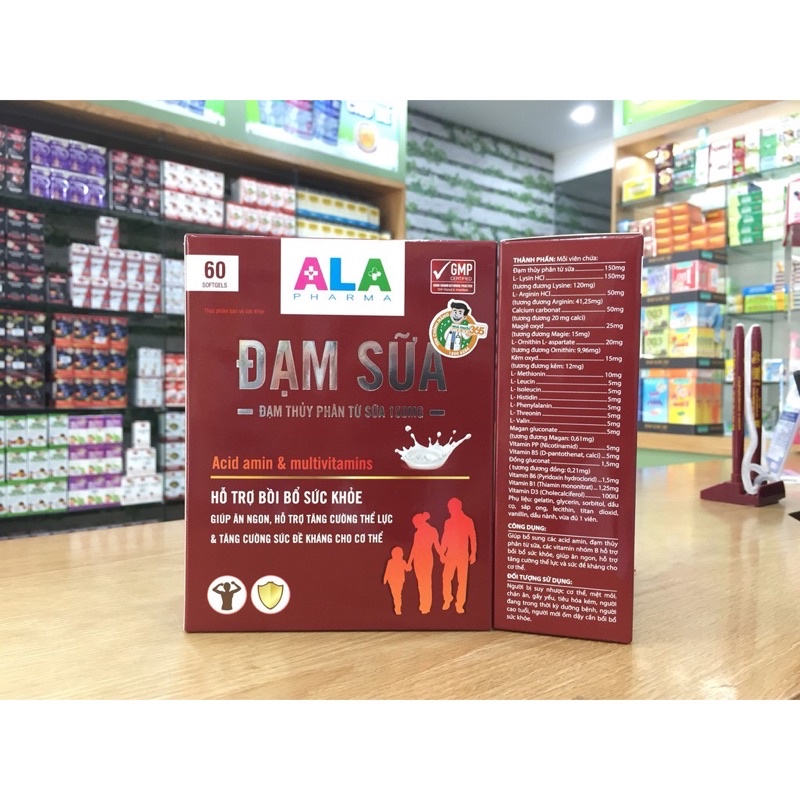 60
SOFTGELS
ALA
PHARMA
GMP
CERTIFIED
Thực phẩm bảo vệ sức khỏe
365
ĐẠM SỮA
ĐẠM THỦY PHÂN TỪ SỮA 150MG
Acid amin & multivitamins
HỖ TRỢ BỒI BỔ SỨC KHỎE
GIÚP ĂN NGON, HỖ TRỢ TĂNG CƯỜNG THỂ LỰC
& TĂNG CƯỜNG SỨC ĐỀ KHÁNG CHO CƠ THỂ
THÀNH PHẦN: Mỗi viên chứa:
Đạm thủy phân từ sữa 150mg
L- Lysin HCl 150mg
(tương đương Lysine: 120mg)
L- Arginin HCl 50mg
(tương đương Arginin: 41,25mg)
Calcium carbonat 50mg
(tương đương 20 mg calci)
Magiê oxyd 25mg
(tương đương Magie: 15mg)
L- Ornithin L- aspartate 20mg
(tương đương Ornithin: 9,96mg)
Kẽm oxyd 15mg
(tương đương kẽm: 12mg)
L- Methionin 10mg
L- Leucin 5mg
L- Isoleucin 5mg
L- Histidin 5mg
L- Phenylalanin 5mg
L- Threonin 5mg
L- Valin 5mg
Magan gluconate 5mg
(tương đương Magan: 0,61mg)
Vitamin PP (Nicotinamid) 5mg
Vitamin B5 (D-pantothenat, calci) 5mg
Đồng gluconat 1,5mg
(tương đương đồng: 0,21mg)
Vitamin B6 (Pyridoxin hydroclorid) 1,5mg
Vitamin B1 (Thiamin mononitrat) 1,25mg
Vitamin D3 (Cholecalciferol) 100IU
Phụ liệu: gelatin, glycerin, sorbitol, dầu
cọ, sáp ong, lecithin, titan dioxid,
vanillin, dầu nành, vừa đủ 1 viên.
CÔNG DỤNG:
Giúp bổ sung các acid amin, đạm thủy
phân từ sữa, các vitamin nhóm B hỗ trợ
bồi bổ sức khỏe, giúp ăn ngon, hỗ trợ
tăng cường thể lực và sức đề kháng cho
cơ thể.
ĐỐI TƯỢNG SỬ DỤNG:
Người bị suy nhược cơ thể, mệt mỏi,
chán ăn, gầy yếu, tiêu hóa kém, người
đang trong thời kỳ dưỡng bệnh, người
cao tuổi, người mới ốm dậy cần bồi bổ
sức khỏe.